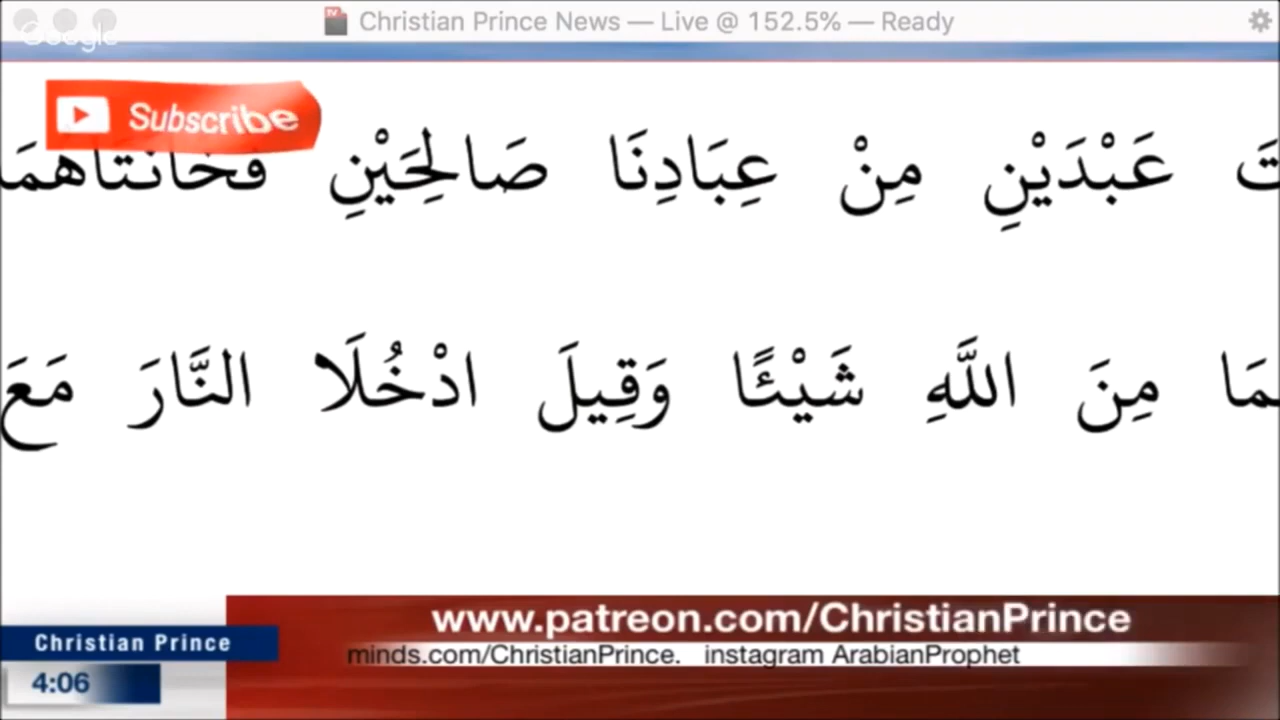 Christian Prince News — Live @ 152.5% — Ready
Google
Subscribe
عَبْدَيْنِ مِنْ عِبَادِنَا صَالِحَيْنِ
مِنَ اللَّهِ شَيْئًا وَقِيلَ ادْخُلَا النَّارَ مَعَ
www.patreon.com/ChristianPrince
Christian Prince
minds.com/ChristianPrince. instagram ArabianProphet
4:06